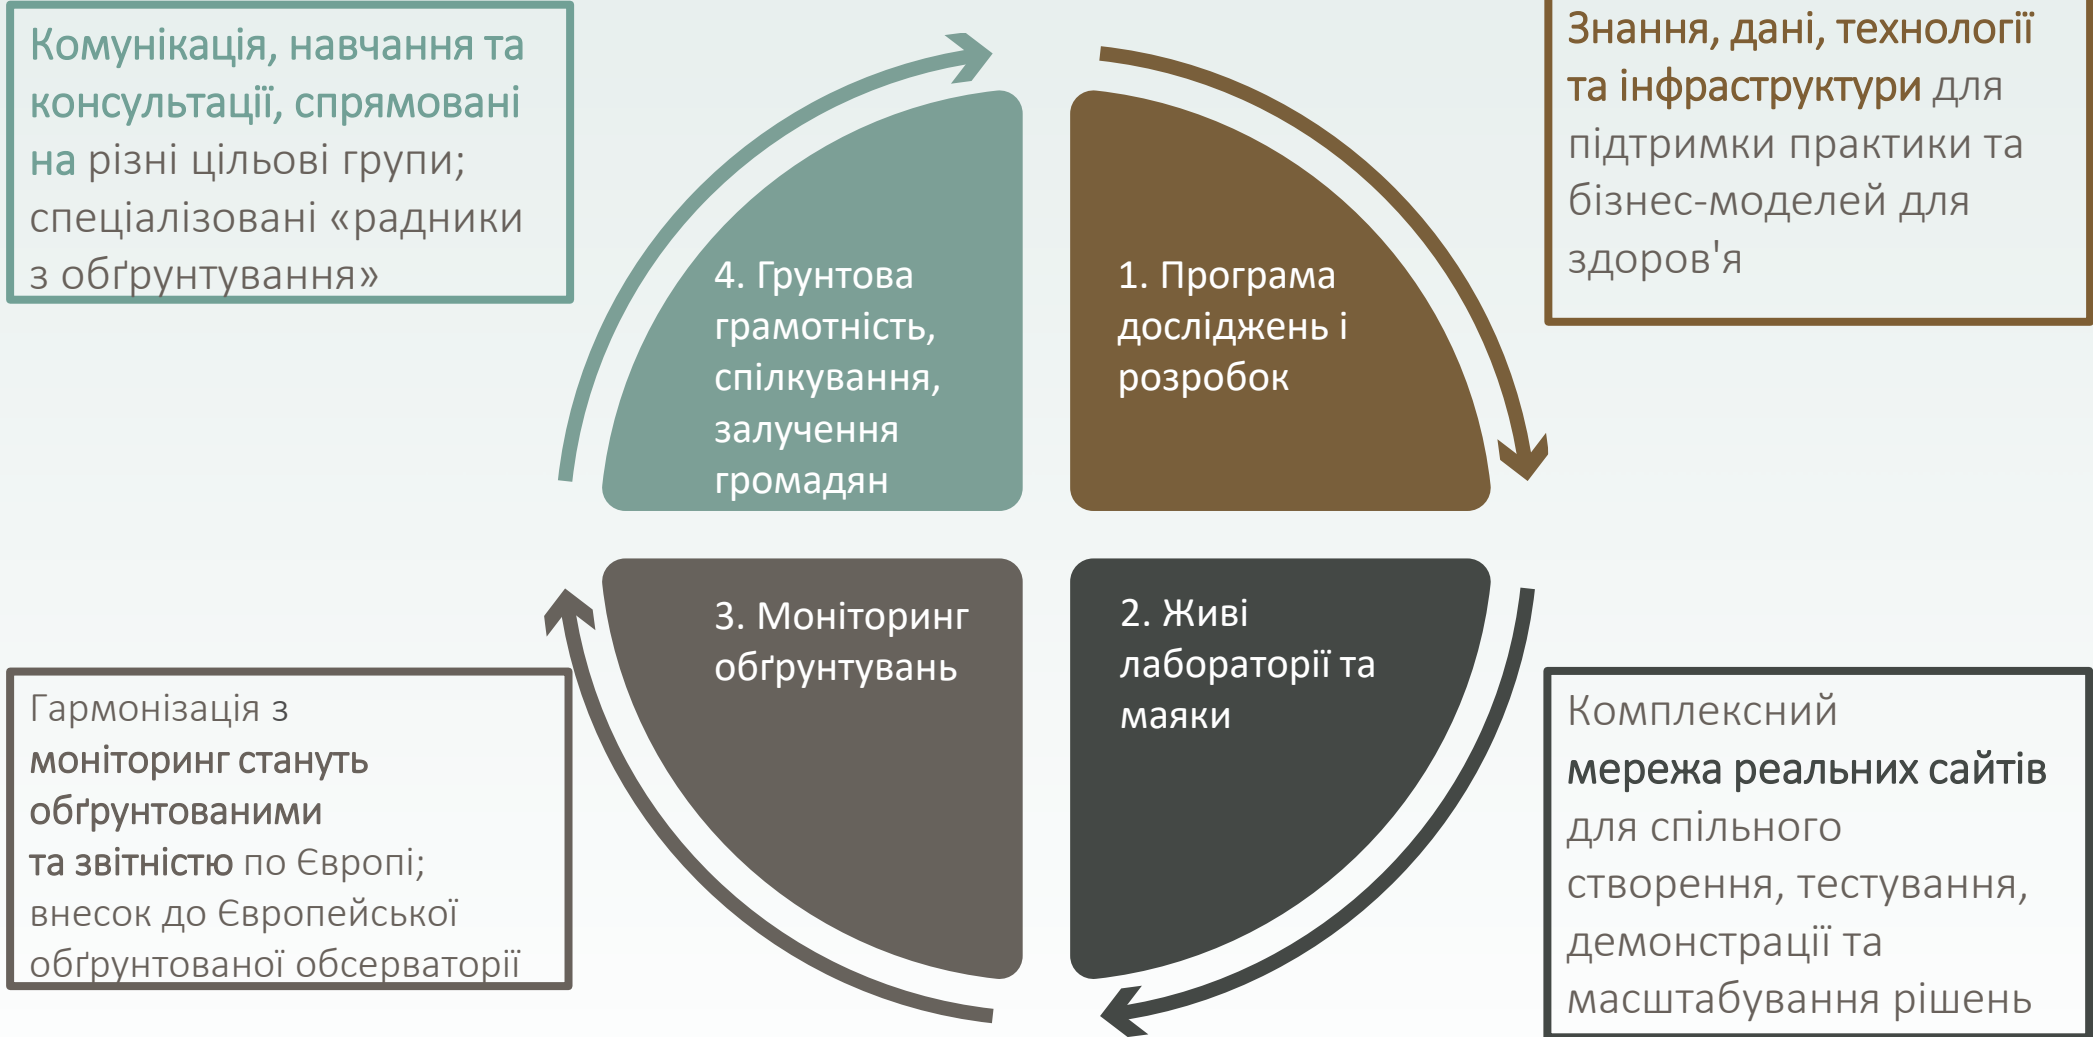 Комунікація, навчання та
консультації, спрямовані
на різні цільові групи;
спеціалізовані «радники
з обґрунтування»
Знання, дані, технології
та інфраструктури для
підтримки практики та
бізнес-моделей для
здоров'я
4. Грунтова
грамотність,
спілкування,
залучення
громадян
1. Програма
досліджень і
розробок
3. Моніторинг
обґрунтувань
2. Живі
лабораторії та
маяки
Гармонізація з
моніторинг стануть
обґрунтованими
та звітністю по Європі;
внесок до Європейської
обґрунтованої обсерваторії
Комплексний
мережа реальних сайтів
для спільного
створення, тестування,
демонстрації та
масштабування рішень